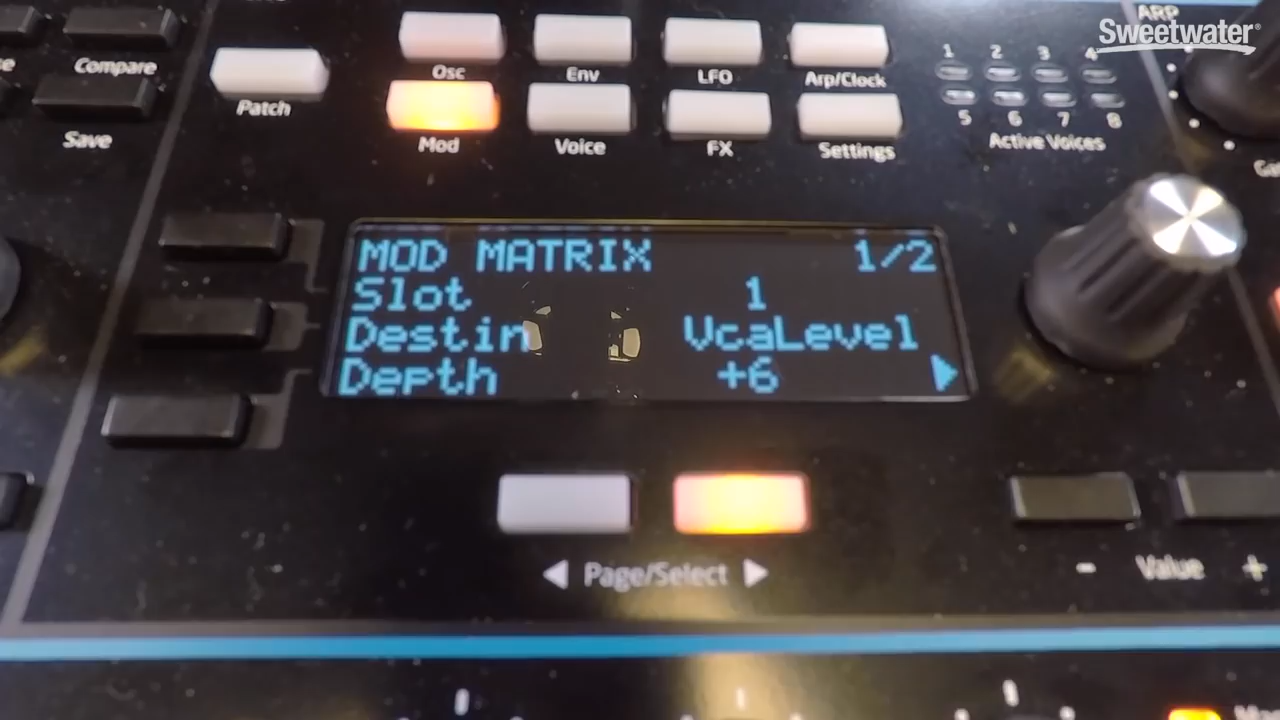 ARP
Sweetwater
Compare
Save
Patch
Osc
Env
LFO
Arp/Clock
Mod
Voice
FX
Settings
1 2 3 4
5 6 7 8
Active Voices
MOD MATRIX 1/2
Slot 1
Destin VcaLevel
Depth +6
◀ Page/Select ▶
- Value +